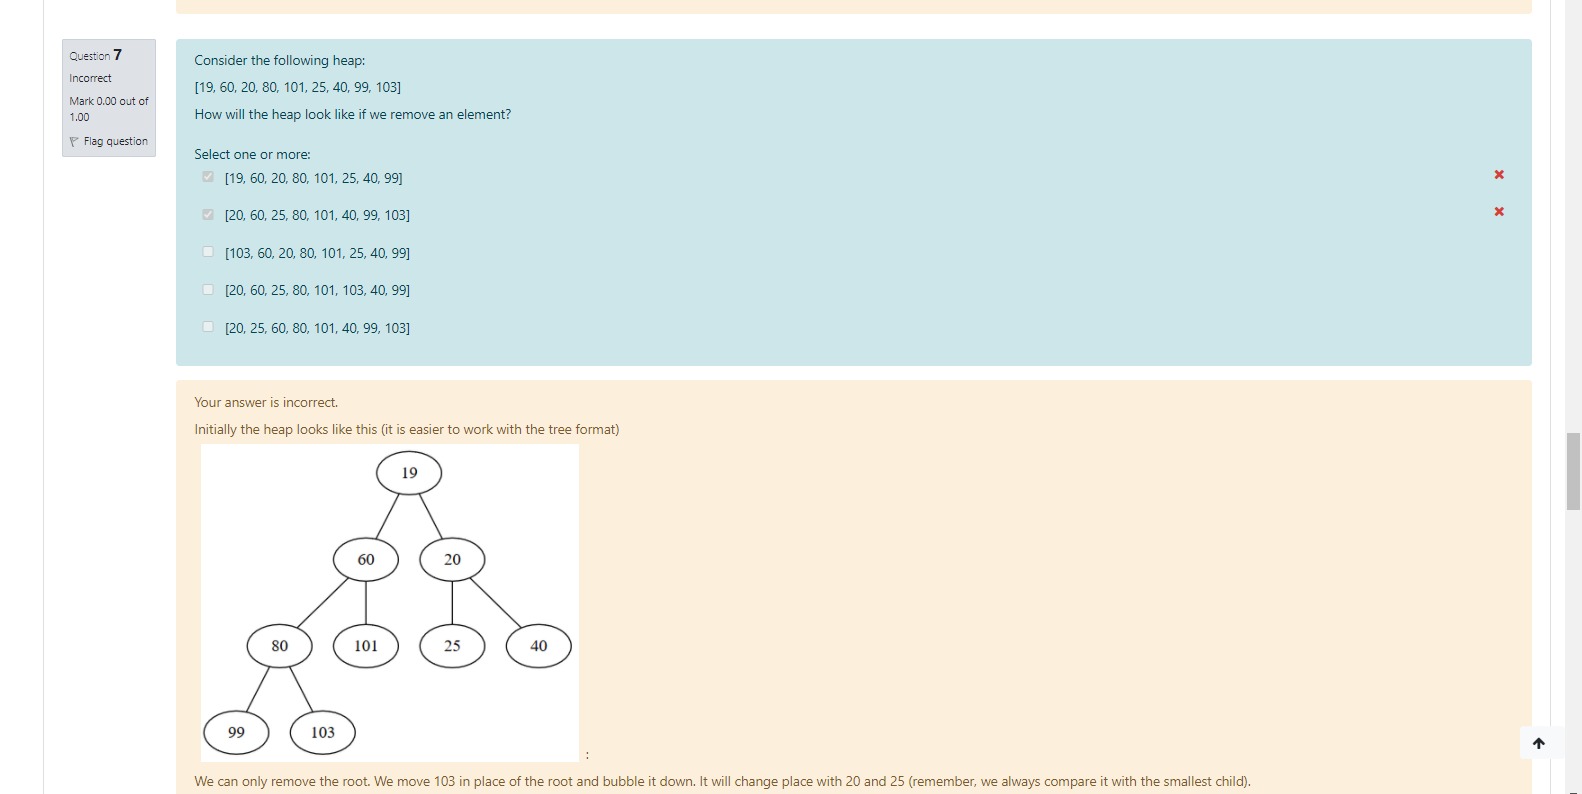 Question 7
Incorrect
Mark 0.00 out of
1.00
Flag question
Consider the following heap:
[19, 60, 20, 80, 101, 25, 40, 99, 103]
How will the heap look like if we remove an element?
Select one or more:
[19, 60, 20, 80, 101, 25, 40, 99]
[20, 60, 25, 80, 101, 40, 99, 103]
[103, 60, 20, 80, 101, 25, 40, 99]
[20, 60, 25, 80, 101, 103, 40, 99]
[20, 25, 60, 80, 101, 40, 99, 103]
Your answer is incorrect.
Initially the heap looks like this (it is easier to work with the tree format)
19
60 20
80 101 25 40
99 103
:
We can only remove the root. We move 103 in place of the root and bubble it down. It will change place with 20 and 25 (remember, we always compare it with the smallest child).